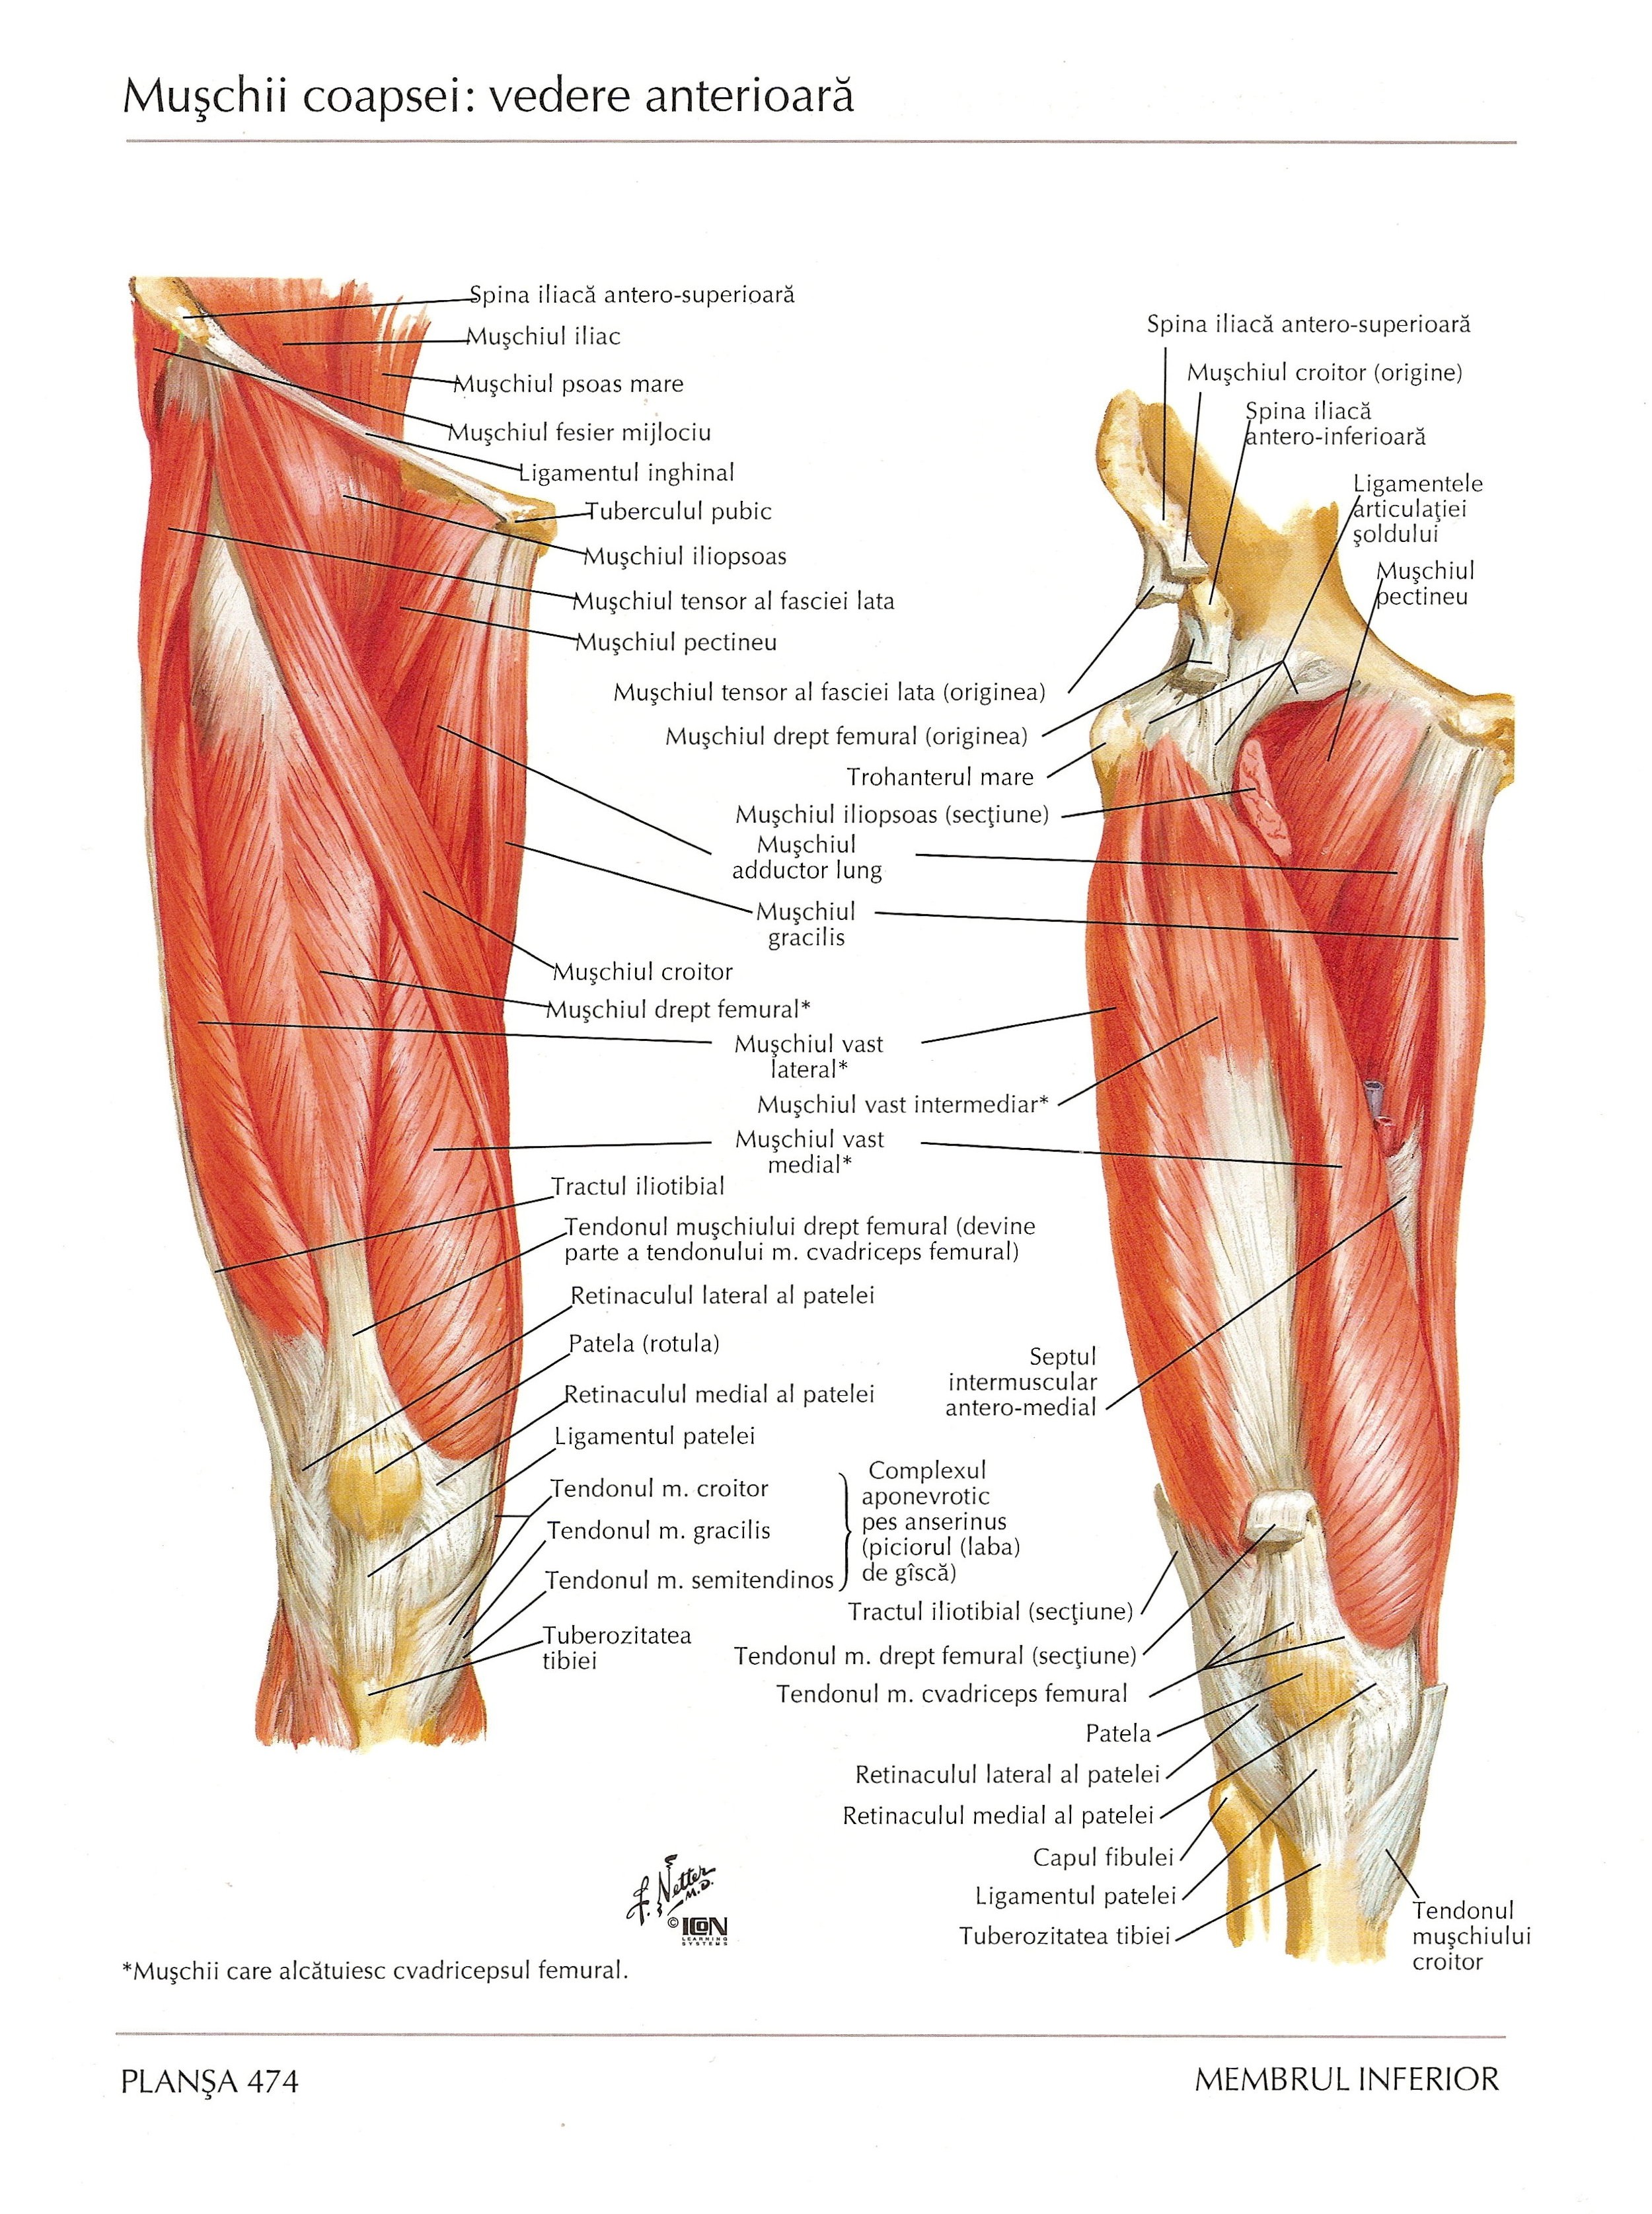 Muşchii coapsei: vedere anterioară
Spina iliacă antero-superioară
Muşchiul iliac
Muşchiul psoas mare
Muşchiul fesier mijlociu
Ligamentul inghinal
Tuberculul pubic
Muşchiul iliopsoas
Muşchiul tensor al fasciei lata
Muşchiul pectineu
Spina iliacă antero-superioară
Muşchiul croitor (origine)
Spina iliacă
antero-inferioară
Ligamentele
articulaţiei
şoldului
Muşchiul
pectineu
Muşchiul tensor al fasciei lata (originea)
Muşchiul drept femural (originea)
Trohanterul mare
Muşchiul iliopsoas (secţiune)
Muşchiul
adductor lung
Muşchiul
gracilis
Muşchiul croitor
Muşchiul drept femural*
Muşchiul vast
lateral*
Muşchiul vast intermediar*
Muşchiul vast
medial*
Tractul iliotibial
Tendonul muşchiului drept femural (devine
parte a tendonului m. cvadriceps femural)
Retinaculul lateral al patelei
Patela (rotula)
Retinaculul medial al patelei
Ligamentul patelei
Tendonul m. croitor
Tendonul m. gracilis
Tendonul m. semitendinos
Complexul
aponevrotic
pes anserinus
(piciorul (laba)
de gîscă)
Tuberozitatea
tibiei
Septul
intermuscular
antero-medial
Tractul iliotibial (secţiune)
Tendonul m. drept femural (secţiune)
Tendonul m. cvadriceps femural
Patela
Retinaculul lateral al patelei
Retinaculul medial al patelei
Capul fibulei
Ligamentul patelei
Tuberozitatea tibiei
Tendonul
muşchiului
croitor
F. Netter
M.D.
© ICON
LEARNING
SYSTEMS
*Muşchii care alcătuiesc cvadricepsul femural.
PLANŞA 474
MEMBRUL INFERIOR